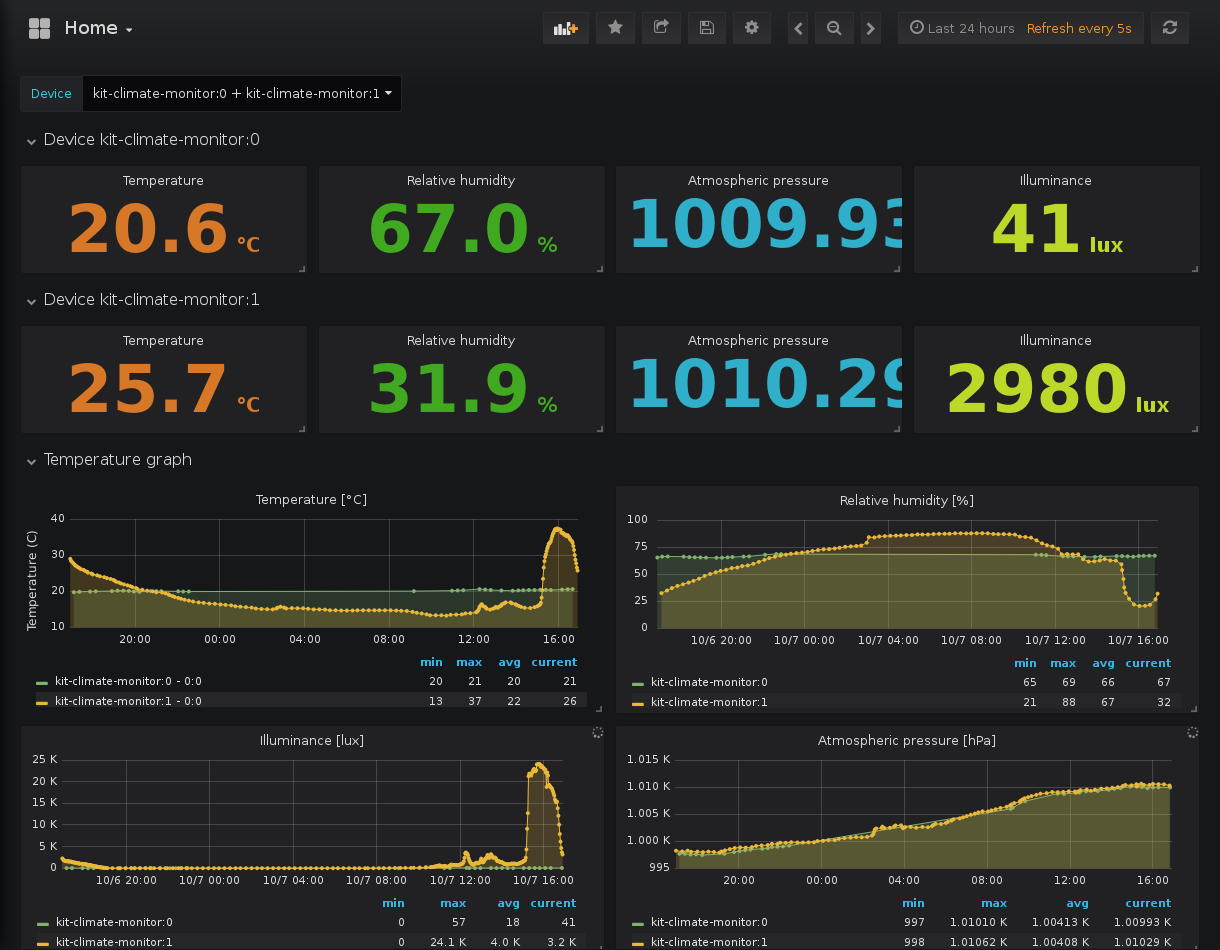 Home
Last 24 hours Refresh every 5s
Device kit-climate-monitor:0 + kit-climate-monitor:1
Device kit-climate-monitor:0
Temperature Relative humidity Atmospheric pressure Illuminance
20.6 °C 67.0 % 1009.93 41 lux
Device kit-climate-monitor:1
Temperature Relative humidity Atmospheric pressure Illuminance
25.7 °C 31.9 % 1010.29 2980 lux
Temperature graph
Temperature [°C]
Temperature (C)
40
30
20
10
20:00 00:00 04:00 08:00 12:00 16:00
min max avg current
kit-climate-monitor:0 - 0:0 20 21 20 21
kit-climate-monitor:1 - 0:0 13 37 22 26
Relative humidity [%]
100
75
50
25
0
10/6 20:00 10/7 00:00 10/7 04:00 10/7 08:00 10/7 12:00 10/7 16:00
min max avg current
kit-climate-monitor:0 65 69 66 67
kit-climate-monitor:1 21 88 67 32
Illuminance [lux]
25 K
20 K
15 K
10 K
5 K
0
10/6 20:00 10/7 00:00 10/7 04:00 10/7 08:00 10/7 12:00 10/7 16:00
min max avg current
kit-climate-monitor:0 0 57 18 41
kit-climate-monitor:1 0 24.1 K 4.0 K 3.2 K
Atmospheric pressure [hPa]
1.015 K
1.010 K
1.005 K
1.000 K
995
20:00 00:00 04:00 08:00 12:00 16:00
min max avg current
kit-climate-monitor:0 997 1.01010 K 1.00413 K 1.00993 K
kit-climate-monitor:1 998 1.01062 K 1.00408 K 1.01029 K